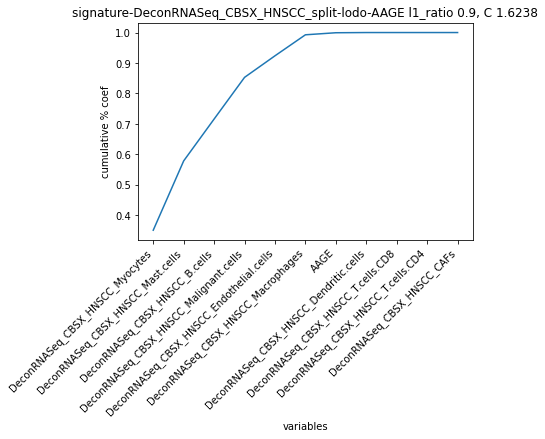 signature-DeconRNASeq_CBSX_HNSCC_split-lodo-AAGE l1_ratio 0.9, C 1.6238
cumulative % coef
1.0
0.9
0.8
0.7
0.6
0.5
0.4
DeconRNASeq_CBSX_HNSCC_Myocytes
DeconRNASeq_CBSX_HNSCC_Mast.cells
DeconRNASeq_CBSX_HNSCC_B.cells
DeconRNASeq_CBSX_HNSCC_Malignant.cells
DeconRNASeq_CBSX_HNSCC_Endothelial.cells
DeconRNASeq_CBSX_HNSCC_Macrophages
AAGE
DeconRNASeq_CBSX_HNSCC_Dendritic.cells
DeconRNASeq_CBSX_HNSCC_T.cells.CD8
DeconRNASeq_CBSX_HNSCC_T.cells.CD4
DeconRNASeq_CBSX_HNSCC_CAFs
variables